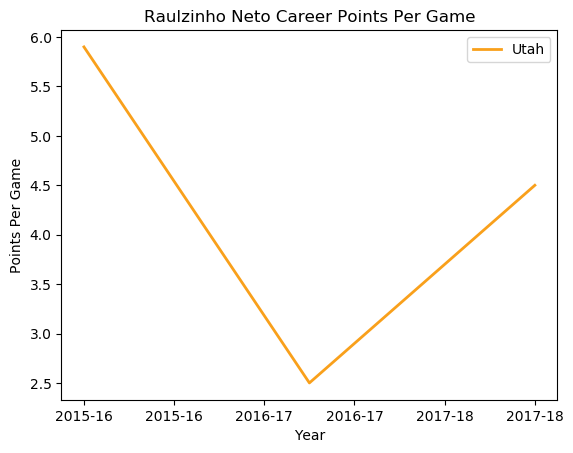 Raulzinho Neto Career Points Per Game
Utah
Points Per Game
6.0
5.5
5.0
4.5
4.0
3.5
3.0
2.5
2015-16 2015-16 2016-17 2016-17 2017-18 2017-18
Year